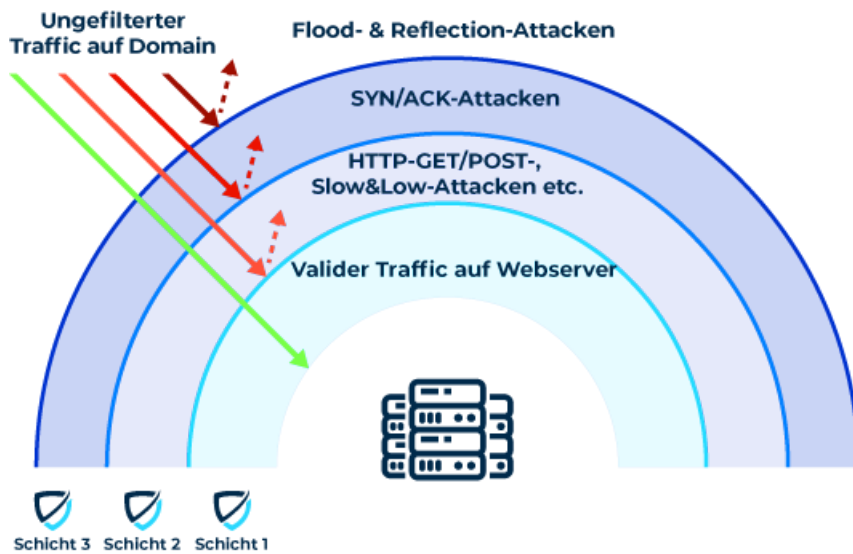 Ungefilterter
Traffic auf Domain
Flood- & Reflection-Attacken
SYN/ACK-Attacken
HTTP-GET/POST-,
Slow&Low-Attacken etc.
Valider Traffic auf Webserver
Schicht 3 Schicht 2 Schicht 1